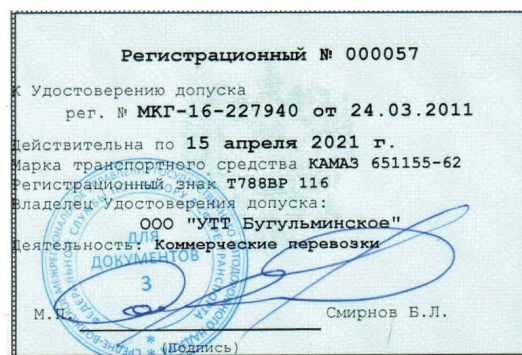 Регистрационный № 000057
К Удостоверению допуска
рег. № МКГ-16-227940 от 24.03.2011
Действительна по 15 апреля 2021 г.
Марка транспортного средства КАМАЗ 651155-62
Регистрационный знак Т788ВР 116
Владелец Удостоверения допуска:
ООО "УТТ Бугульминское"
Деятельность: Коммерческие перевозки
ДЛЯ
ДОКУМЕНТОВ
3
М.П.
Смирнов Б.Л.
(Подпись)